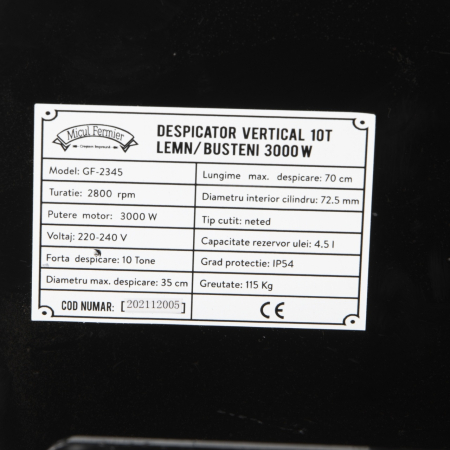 Micul Fermier
DESPICATOR VERTICAL 10T
LEMN/BUSTENI 3000W
Model: GF-2345
Turatie: 2800 rpm
Putere motor: 3000 W
Voltaj: 220-240 V
Forta despicare: 10 Tone
Diametru max. despicare: 35 cm
COD NUMAR: [202112005]
Lungime max. despicare: 70 cm
Diametru interior cilindru: 72.5 mm
Tip cutit: neted
Capacitate rezervor ulei: 4.5 l
Grad protectie: IP54
Greutate: 115 Kg
CE